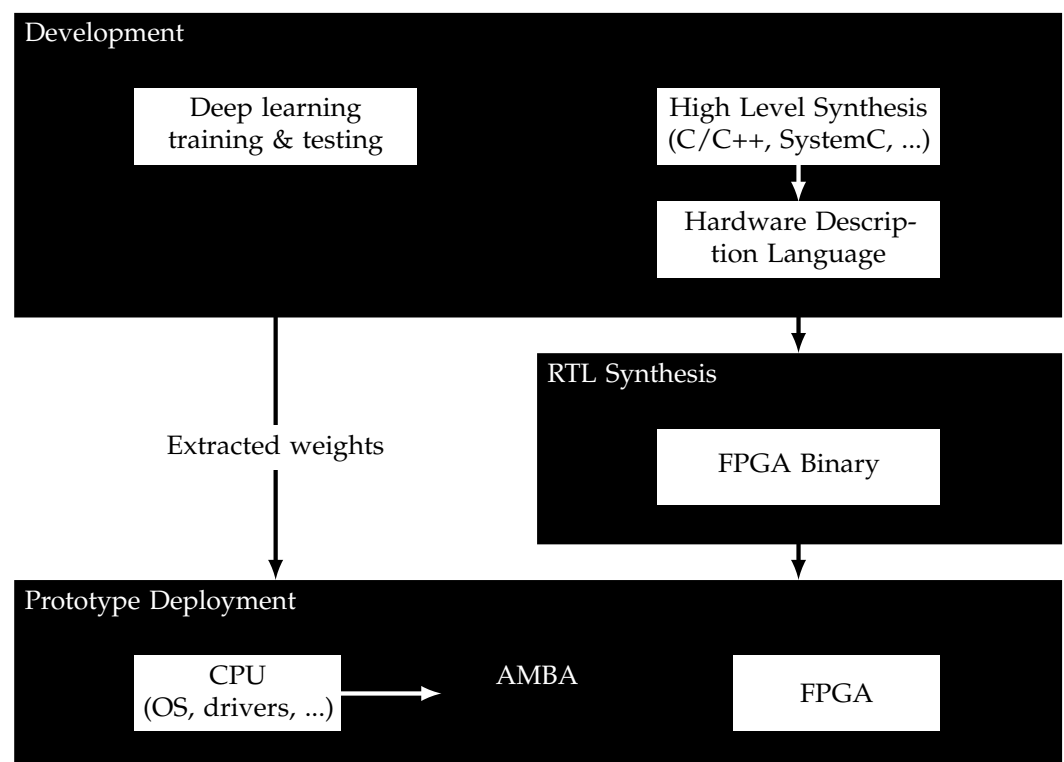 Development
Deep learning
training & testing
High Level Synthesis
(C/C++, SystemC, ...)
Hardware Descrip-
tion Language
RTL Synthesis
Extracted weights
FPGA Binary
Prototype Deployment
CPU
(OS, drivers, ...)
AMBA
FPGA